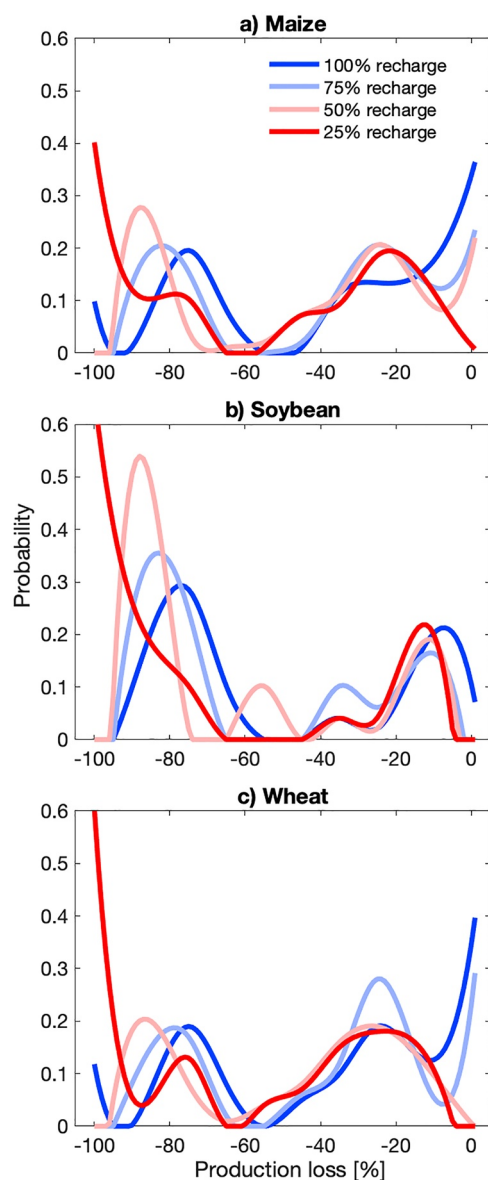 a) Maize
0.6
100% recharge
75% recharge
50% recharge
25% recharge
0.5
0.4
0.3
0.2
0.1
0
-100 -80 -60 -40 -20 0
b) Soybean
0.6
0.5
0.4
0.3
0.2
0.1
0
Probability
-100 -80 -60 -40 -20 0
c) Wheat
0.6
0.5
0.4
0.3
0.2
0.1
0
-100 -80 -60 -40 -20 0
Production loss [%]